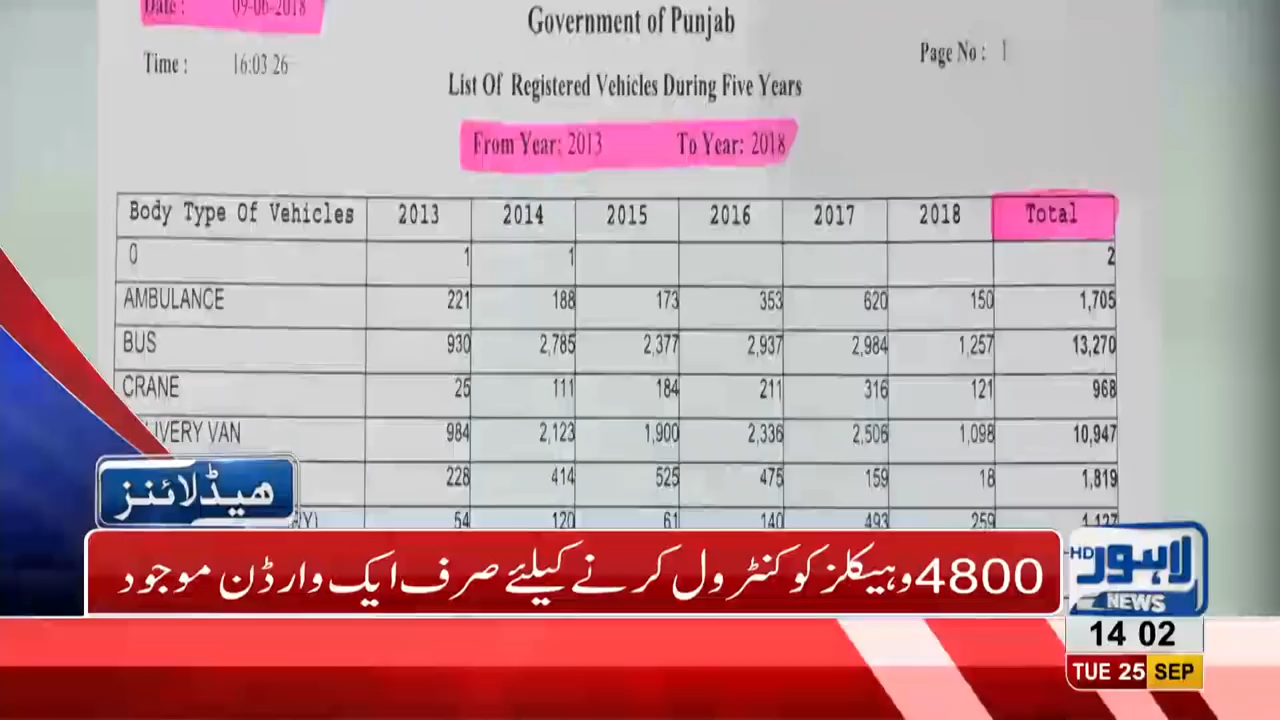 Date : 09-06-2018
Government of Punjab
Time : 16:03 26
Page No : 1
List Of Registered Vehicles During Five Years
From Year: 2013 To Year: 2018
Body Type Of Vehicles 2013 2014 2015 2016 2017 2018 Total
0 1 1 2
AMBULANCE 221 188 173 353 620 150 1,705
BUS 930 2,785 2,377 2,937 2,984 1,257 13,270
CRANE 25 111 184 211 316 121 968
IVERY VAN 984 2,123 1,900 2,336 2,506 1,098 10,947
228 414 525 475 159 18 1,819
54 120 61 140 493 259 1,127
ھیڈلائنز
4800 وہیکلز کو کنٹرول کرنے کیلئے صرف ایک وارڈن موجود
لاہور HD
NEWS
14 02
TUE 25 SEP